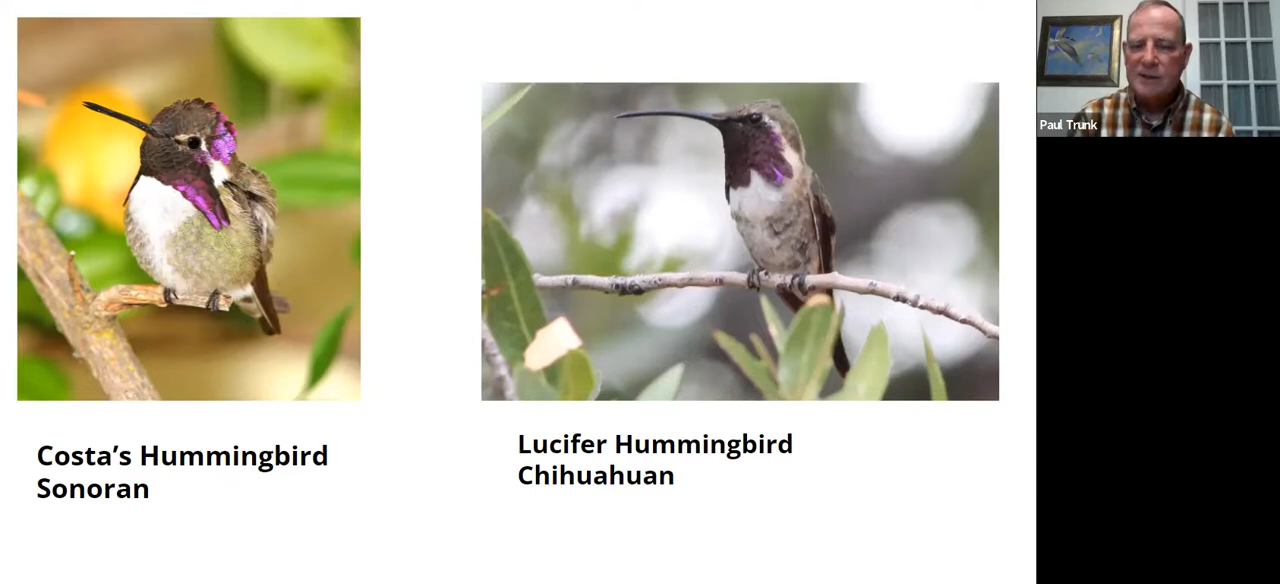 Paul Trunk
Costa’s Hummingbird
Sonoran
Lucifer Hummingbird
Chihuahuan